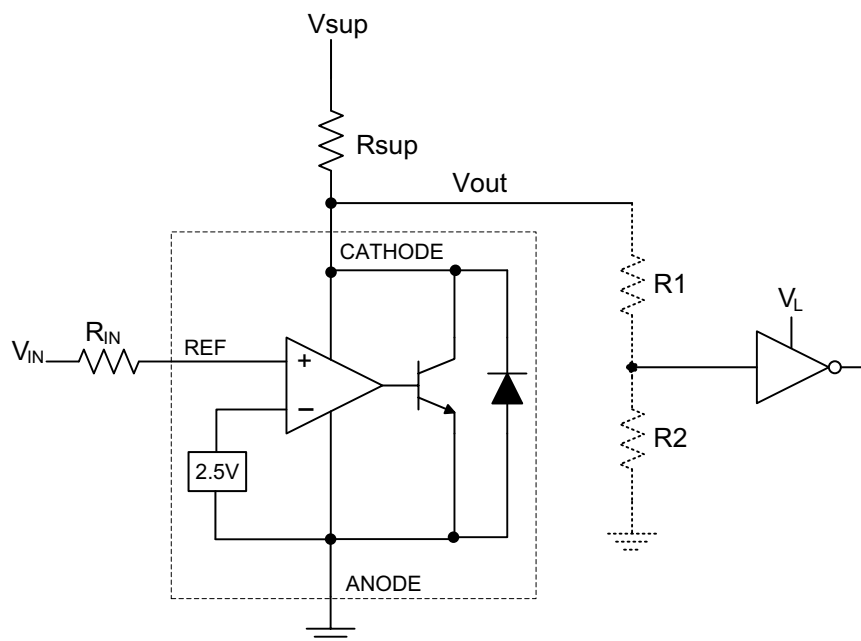 Vsup
Rsup
Vout
CATHODE
R1
VL
RIN
VIN
REF
+
−
R2
2.5V
ANODE